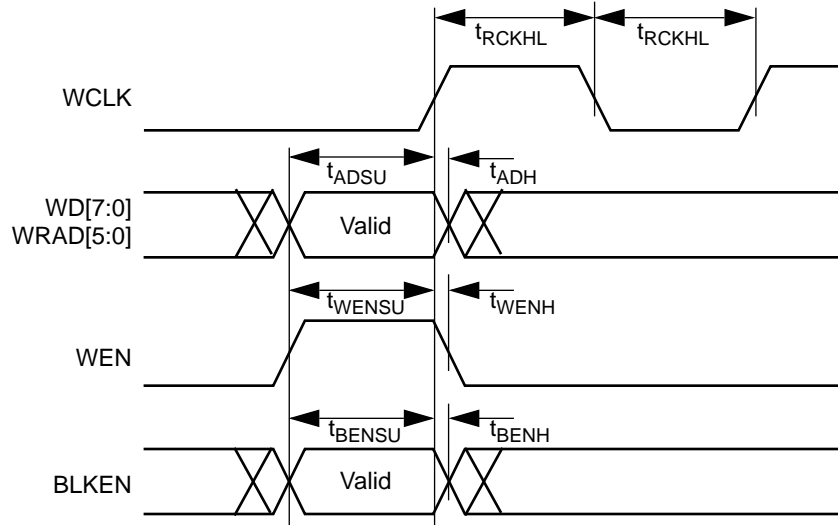 tRCKHL tRCKHL
WCLK
tADSU tADH
WD[7:0]
WRAD[5:0]
Valid
tWENSU tWENH
WEN
tBENSU tBENH
BLKEN
Valid